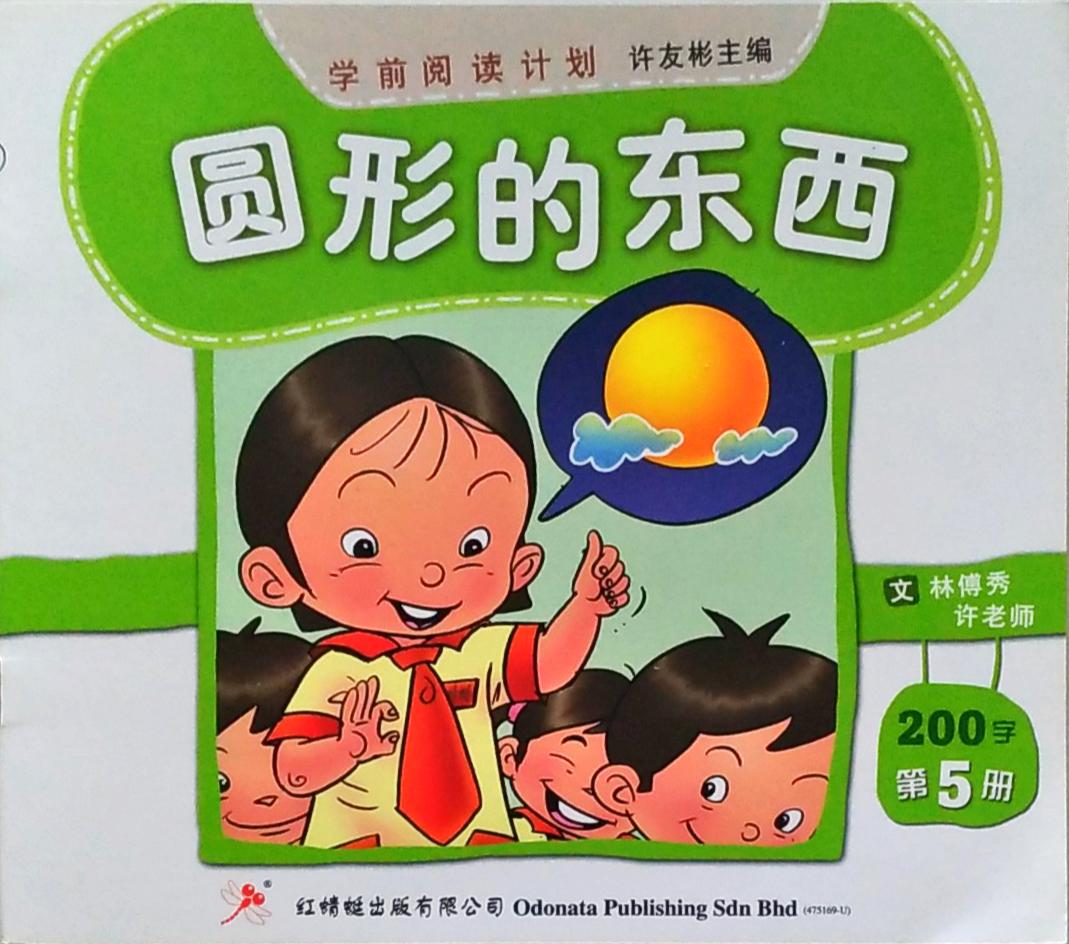 学前阅读计划 许友彬主编
圆形的东西
文 林傅秀
许老师
200字
第5册
红蜻蜓出版有限公司 Odonata Publishing Sdn Bhd (475169-U)